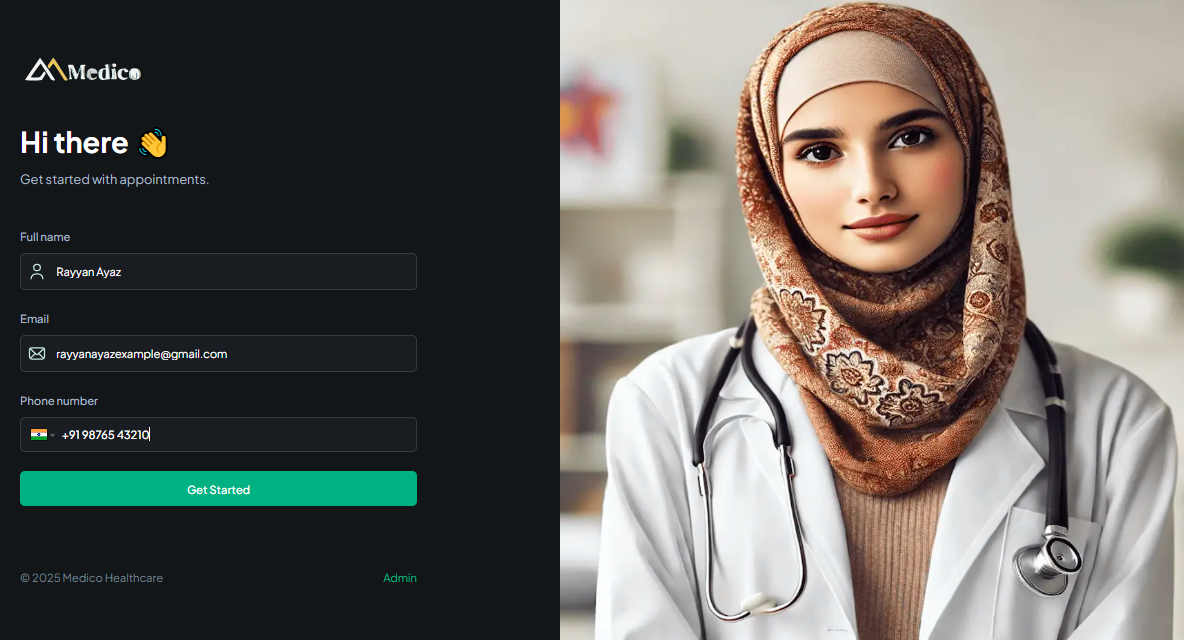 Medico
Hi there 👋
Get started with appointments.
Full name
Rayyan Ayaz
Email
rayyanayazexample@gmail.com
Phone number
+91 98765 43210
Get Started
© 2025 Medico Healthcare
Admin